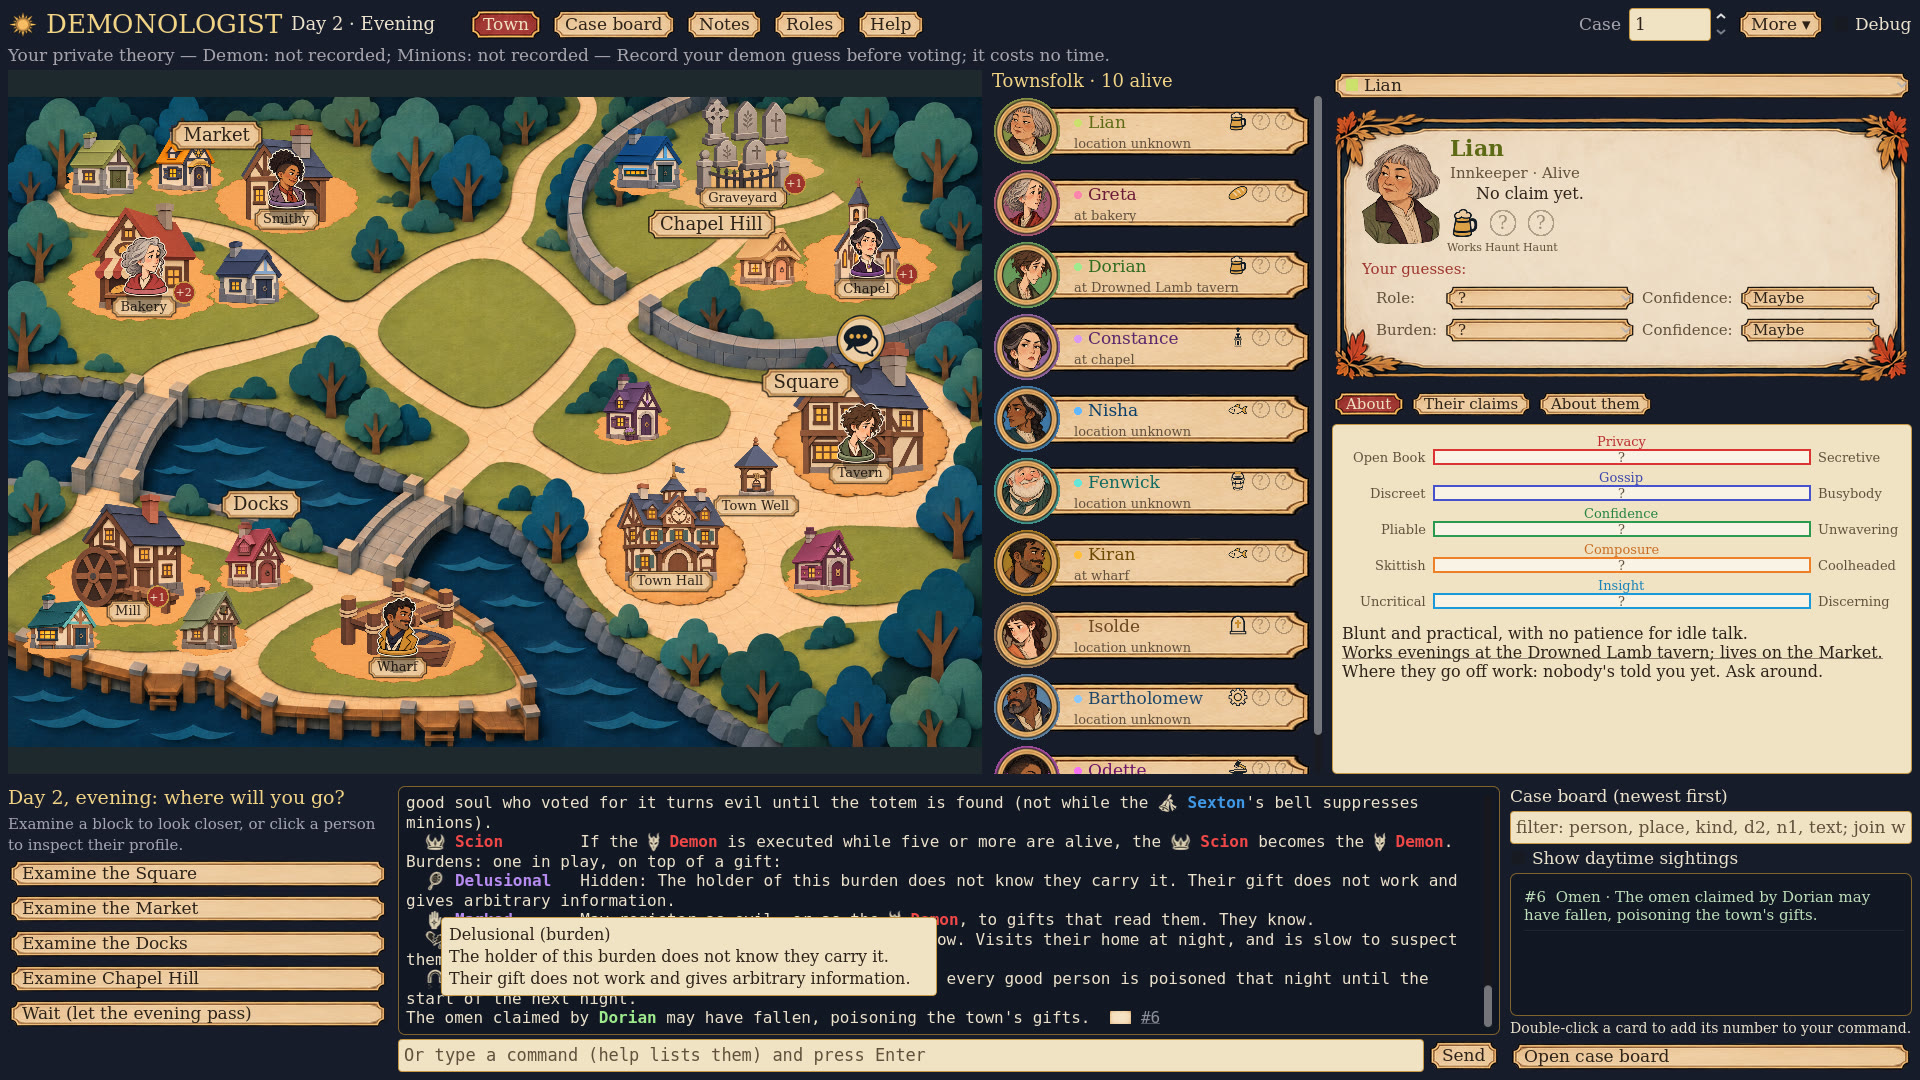 DEMONOLOGIST Day 2 · Evening
Town
Case board
Notes
Roles
Help
Case 1
More ▾
Debug
Your private theory — Demon: not recorded; Minions: not recorded — Record your demon guess before voting; it costs no time.
Market
Smithy
Bakery
+2
Graveyard
+1
Chapel Hill
Chapel
+1
Square
Tavern
Town Well
Town Hall
Docks
Mill
+1
Wharf
Townsfolk · 10 alive
Lian
location unknown
Greta
at bakery
Dorian
at Drowned Lamb tavern
Constance
at chapel
Nisha
location unknown
Fenwick
location unknown
Kiran
at wharf
Isolde
location unknown
Bartholomew
location unknown
Odette
Lian
Lian
Innkeeper · Alive
No claim yet.
? ?
Works Haunt Haunt
Your guesses:
Role: ? Confidence: Maybe
Burden: ? Confidence: Maybe
About
Their claims
About them
Privacy
Open Book ? Secretive
Gossip
Discreet ? Busybody
Confidence
Pliable ? Unwavering
Composure
Skittish ? Coolheaded
Insight
Uncritical ? Discerning
Blunt and practical, with no patience for idle talk.
Works evenings at the Drowned Lamb tavern; lives on the Market.
Where they go off work: nobody's told you yet. Ask around.
Day 2, evening: where will you go?
Examine a block to look closer, or click a person
to inspect their profile.
Examine the Square
Examine the Market
Examine the Docks
Examine Chapel Hill
Wait (let the evening pass)
good soul who voted for it turns evil until the totem is found (not while the Sexton's bell suppresses
minions).
Scion If the Demon is executed while five or more are alive, the Scion becomes the Demon.
Burdens: one in play, on top of a gift:
Delusional Hidden: The holder of this burden does not know they carry it. Their gift does not work and
gives arbitrary information.
Demon, to gifts that read them. They know.
ow. Visits their home at night, and is slow to suspect
them
every good person is poisoned that night until the
start of the next night.
The omen claimed by Dorian may have fallen, poisoning the town's gifts. #6
Delusional (burden)
The holder of this burden does not know they carry it.
Their gift does not work and gives arbitrary information.
Or type a command (help lists them) and press Enter
Send
Case board (newest first)
filter: person, place, kind, d2, n1, text; join w
Show daytime sightings
#6 Omen · The omen claimed by Dorian may
have fallen, poisoning the town's gifts.
Double-click a card to add its number to your command.
Open case board